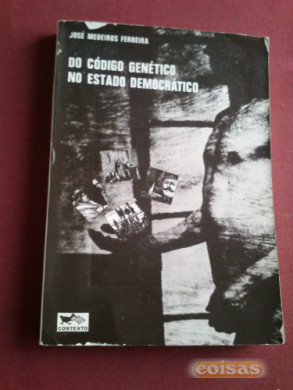 JOSÉ MEDEIROS FERREIRA
DO CÓDIGO GENÉTICO
NO ESTADO DEMOCRÁTICO
CONTEXTO
coisas